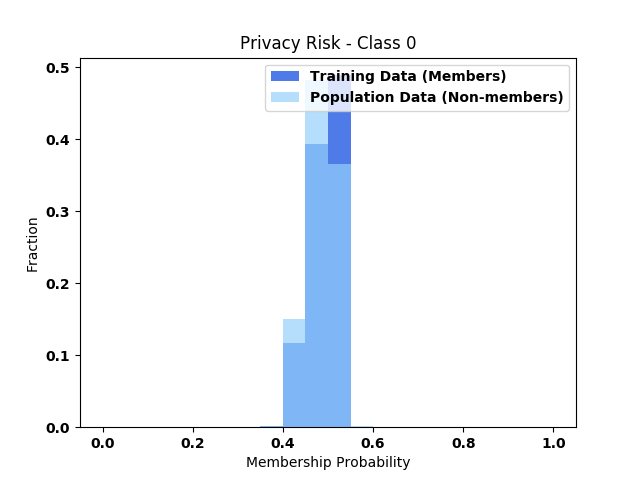 Privacy Risk - Class 0
Training Data (Members)
Population Data (Non-members)
0.5
0.4
0.3
0.2
0.1
0.0
Fraction
0.0 0.2 0.4 0.6 0.8 1.0
Membership Probability